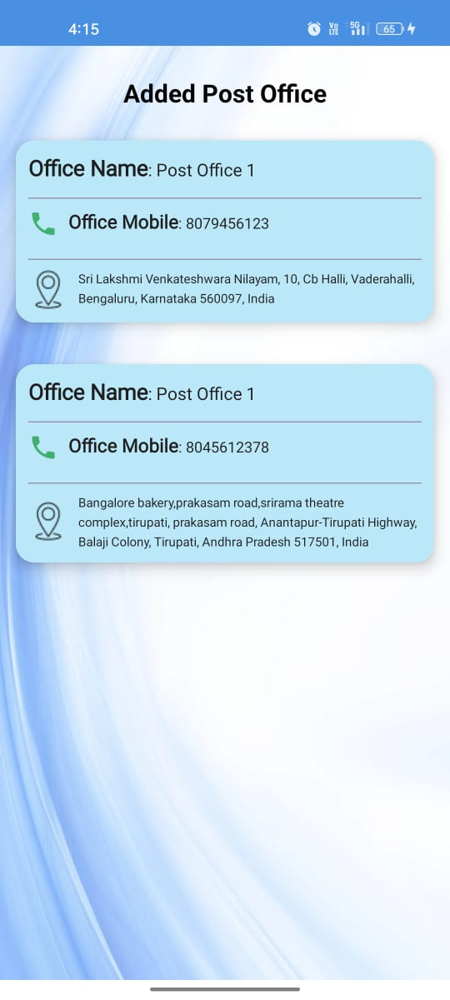 4:15
Vo
LTE
5G
65
Added Post Office
Office Name: Post Office 1
Office Mobile: 8079456123
Sri Lakshmi Venkateshwara Nilayam, 10, Cb Halli, Vaderahalli,
Bengaluru, Karnataka 560097, India
Office Name: Post Office 1
Office Mobile: 8045612378
Bangalore bakery,prakasam road,srirama theatre
complex,tirupati, prakasam road, Anantapur-Tirupati Highway,
Balaji Colony, Tirupati, Andhra Pradesh 517501, India